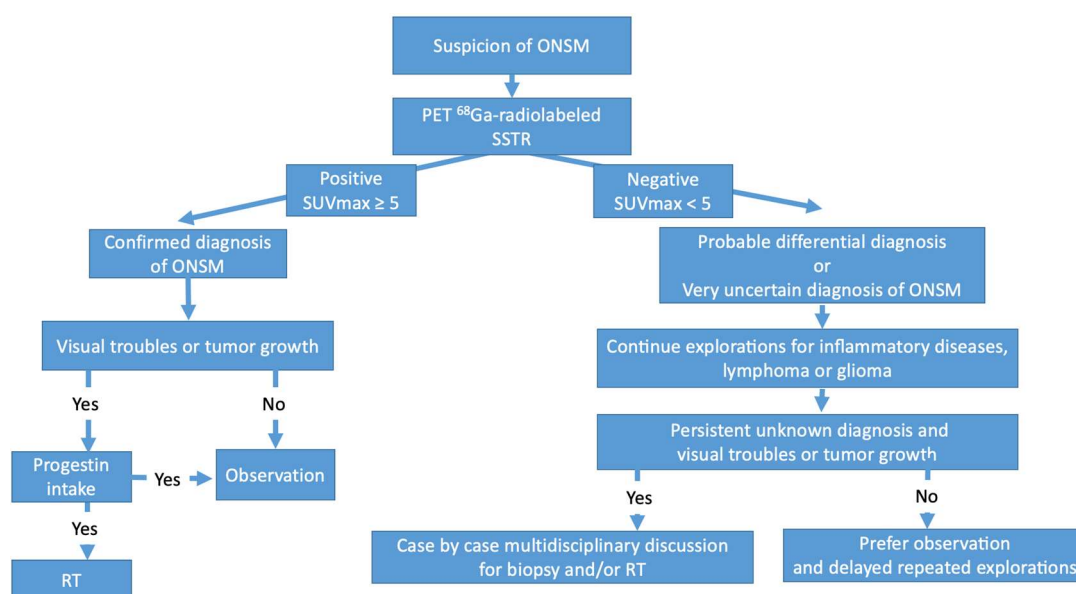 Suspicion of ONSM
PET ⁶⁸Ga-radiolabeled
SSTR
Positive
SUVmax ≥ 5
Negative
SUVmax < 5
Confirmed diagnosis
of ONSM
Probable differential diagnosis
or
Very uncertain diagnosis of ONSM
Visual troubles or tumor growth
Continue explorations for inflammatory diseases,
lymphoma or glioma
Yes
No
Persistent unknown diagnosis and
visual troubles or tumor growth
Progestin
intake
Yes
Observation
Yes
No
Yes
RT
Case by case multidisciplinary discussion
for biopsy and/or RT
Prefer observation
and delayed repeated explorations